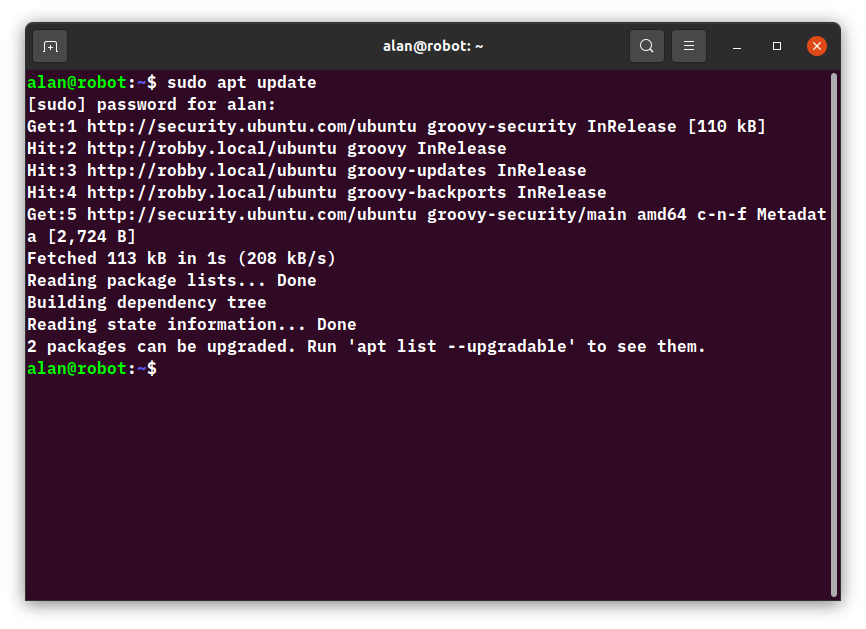 alan@robot: ~
alan@robot:~$ sudo apt update
[sudo] password for alan:
Get:1 http://security.ubuntu.com/ubuntu groovy-security InRelease [110 kB]
Hit:2 http://robby.local/ubuntu groovy InRelease
Hit:3 http://robby.local/ubuntu groovy-updates InRelease
Hit:4 http://robby.local/ubuntu groovy-backports InRelease
Get:5 http://security.ubuntu.com/ubuntu groovy-security/main amd64 c-n-f Metadat
a [2,724 B]
Fetched 113 kB in 1s (208 kB/s)
Reading package lists... Done
Building dependency tree
Reading state information... Done
2 packages can be upgraded. Run 'apt list --upgradable' to see them.
alan@robot:~$